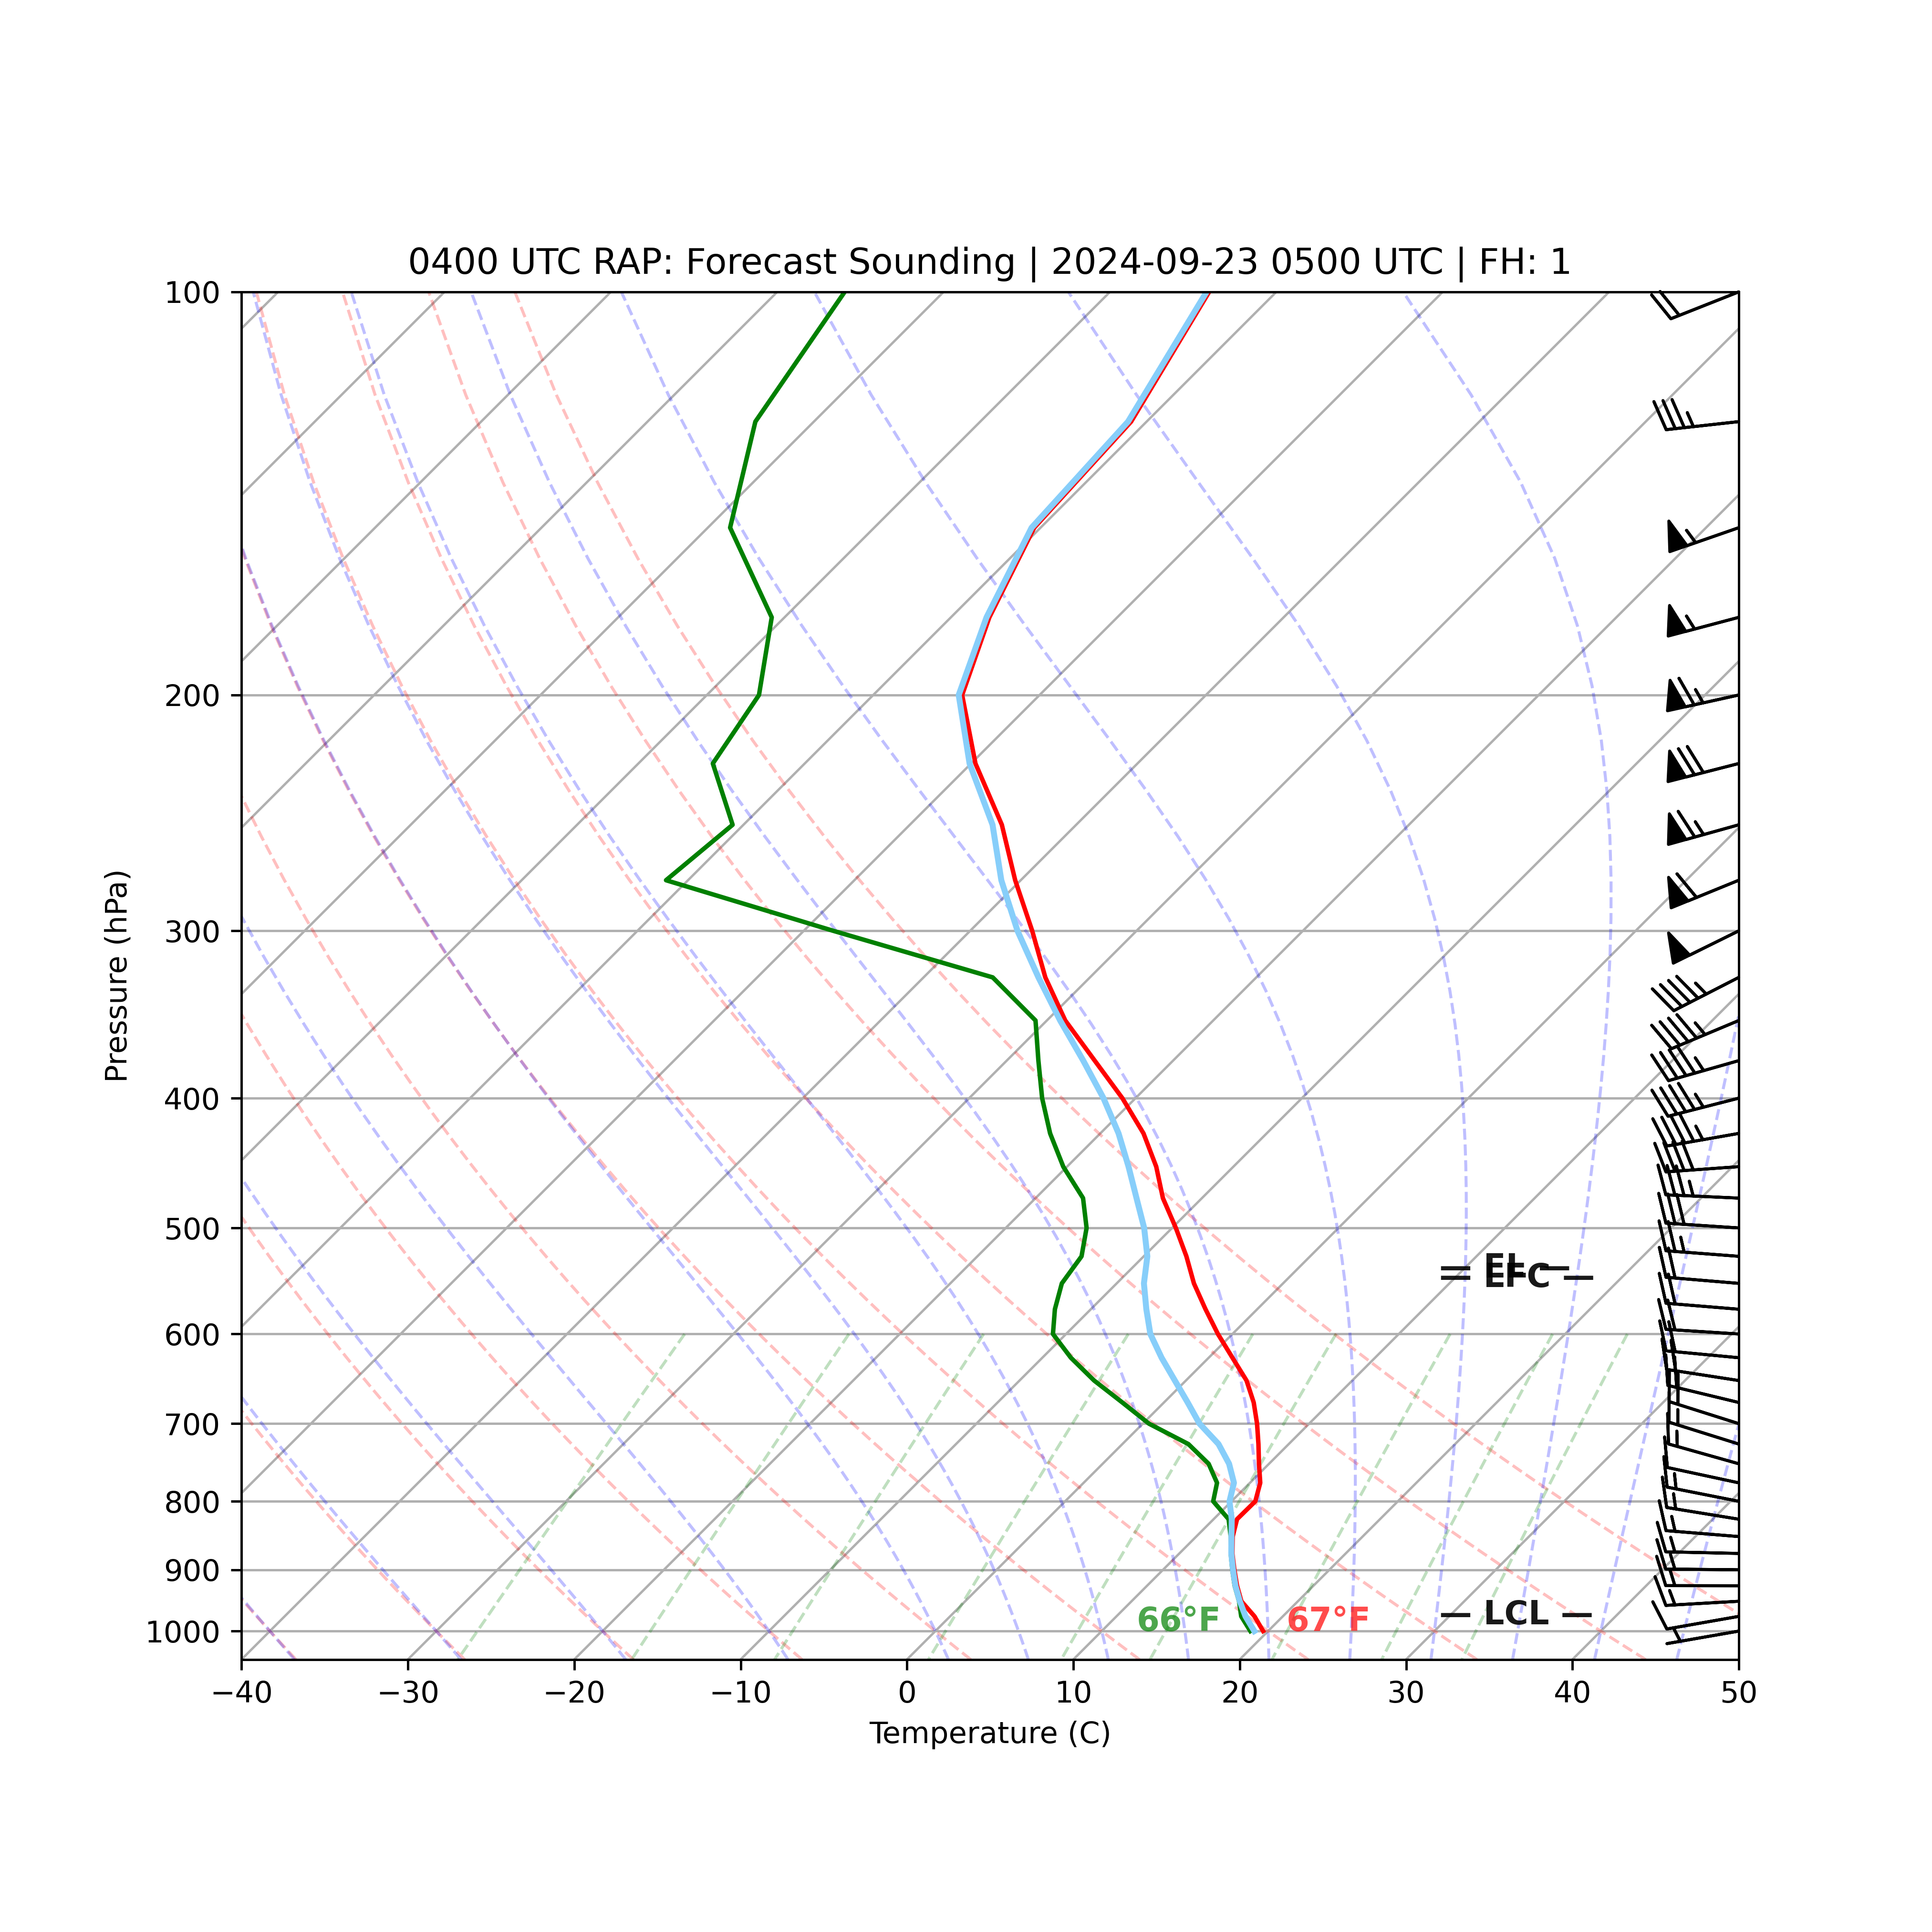 0400 UTC RAP: Forecast Sounding | 2024-09-23 0500 UTC | FH: 1
100
200
300
400
500
600
700
800
900
1000
Pressure (hPa)
— EL —
— LFC —
— LCL —
66°F
67°F
−40
−30
−20
−10
0
10
20
30
40
50
Temperature (C)